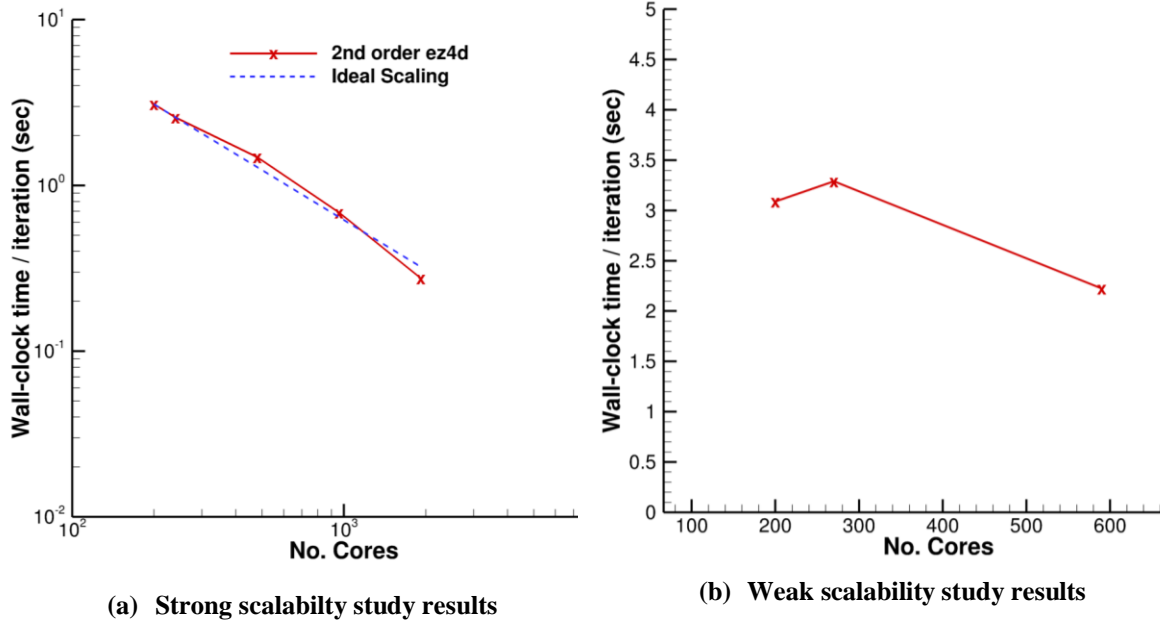 10^1
10^0
10^-1
10^-2
Wall-clock time / iteration (sec)
2nd order ez4d
Ideal Scaling
10^2
10^3
No. Cores
(a) Strong scalabilty study results
5
4.5
4
3.5
3
2.5
2
1.5
1
0.5
0
Wall-clock time / iteration (sec)
100 200 300 400 500 600
No. Cores
(b) Weak scalability study results